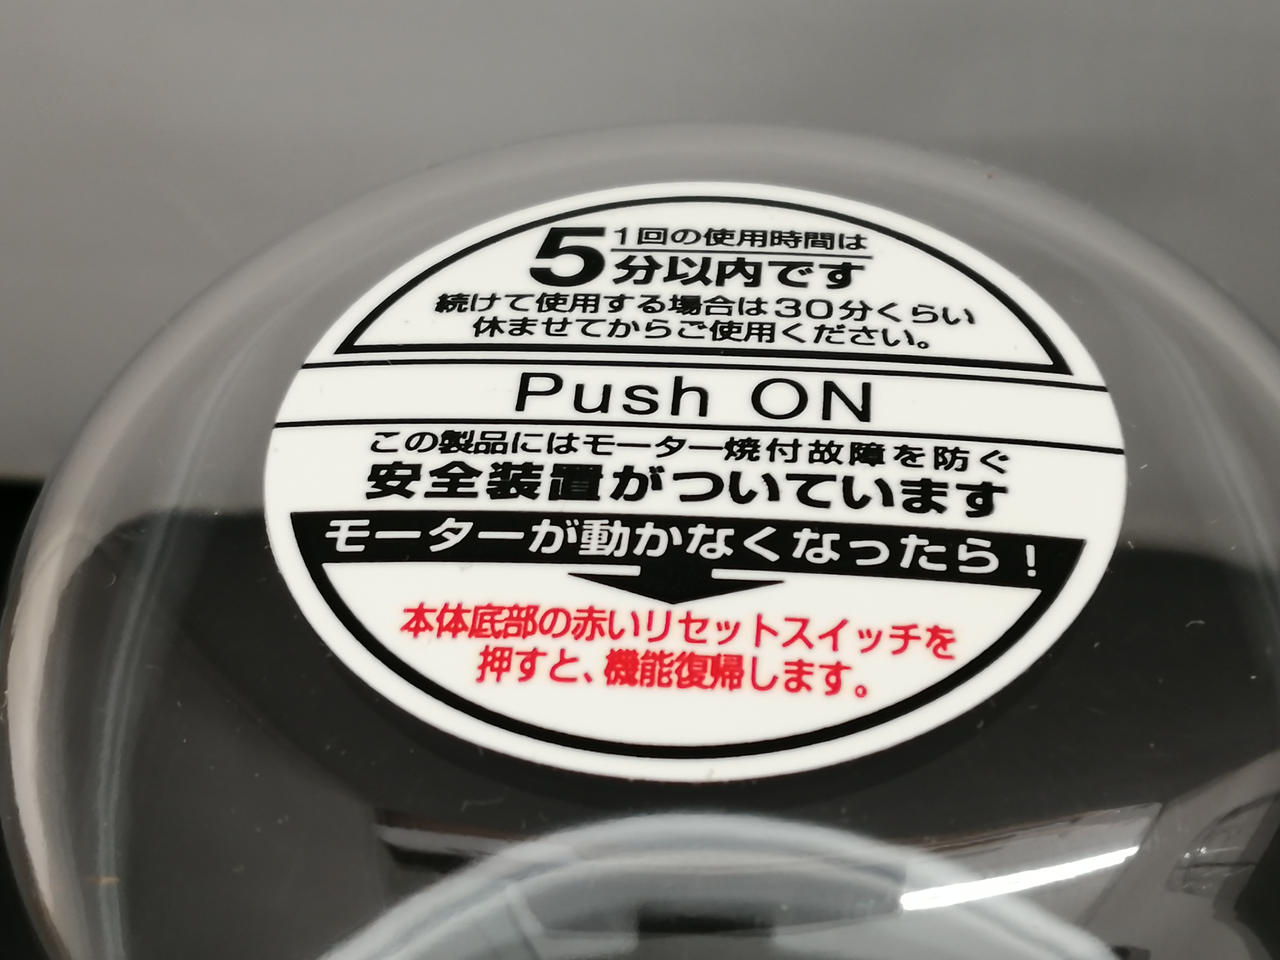 1回の使用時間は
5分以内です
続けて使用する場合は30分くらい
休ませてからご使用ください。
Push ON
この製品にはモーター焼付故障を防ぐ
安全装置がついています
モーターが動かなくなったら！
本体底部の赤いリセットスイッチを
押すと、機能復帰します。